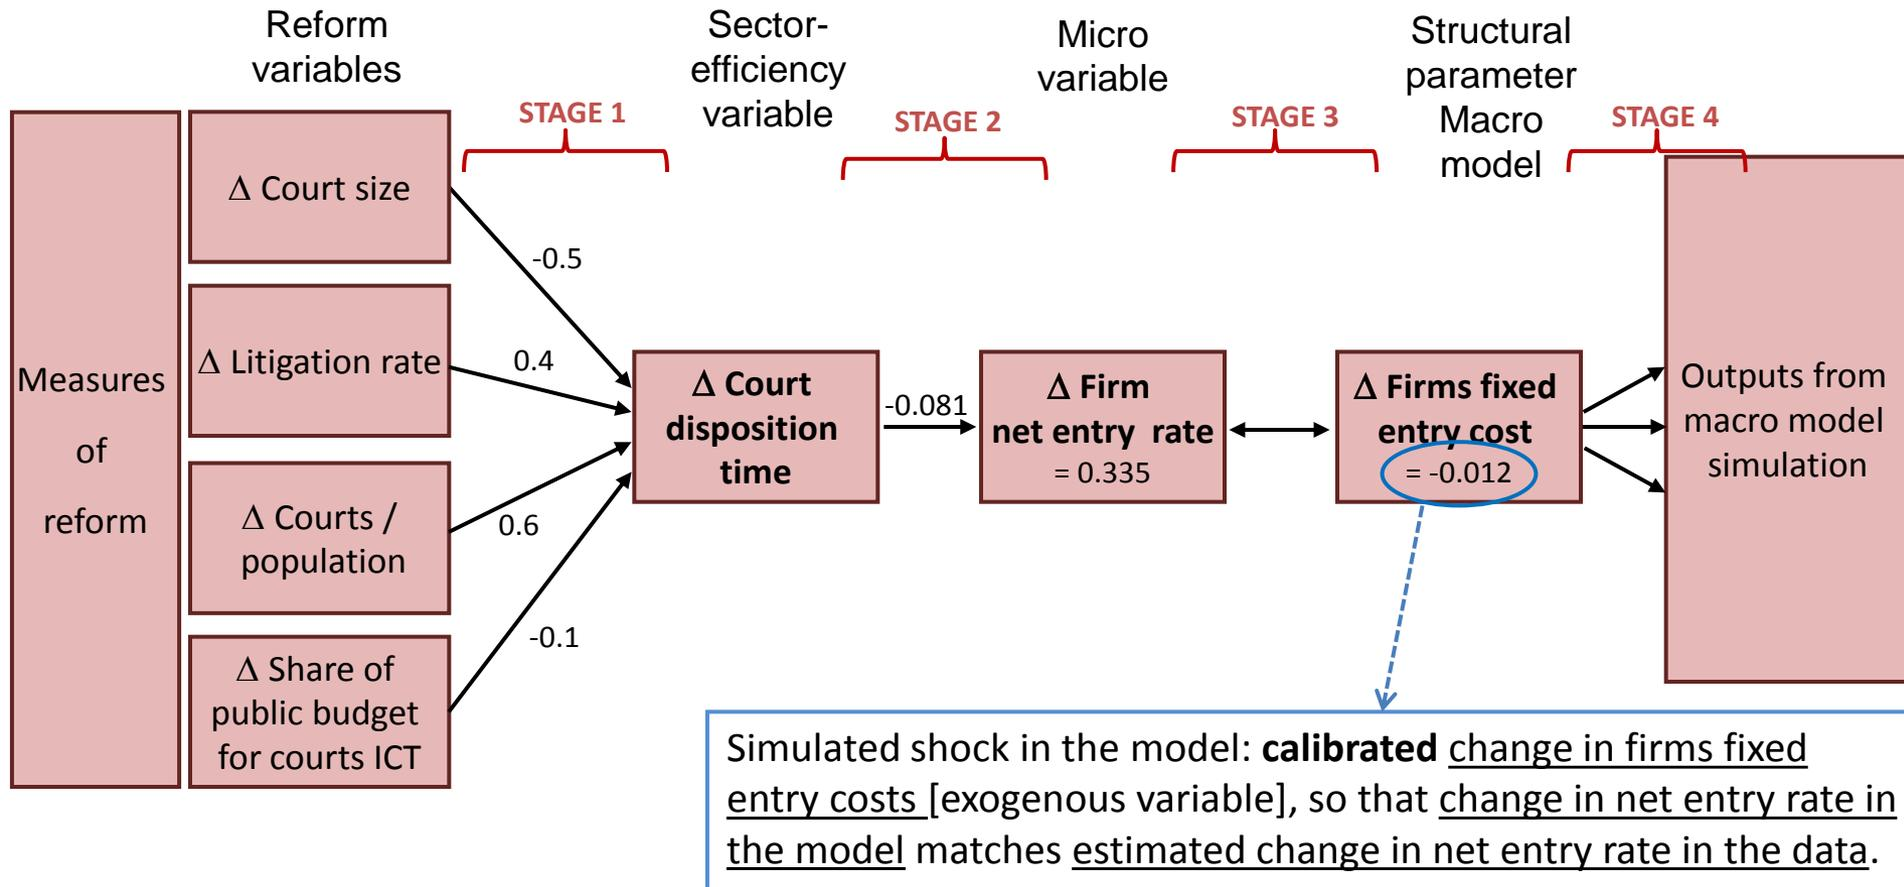 Reform
variables
Sector-
efficiency
variable
Micro
variable
Structural
parameter
Macro
model
STAGE 1
STAGE 2
STAGE 3
STAGE 4
Measures
of
reform
Δ Court size
Δ Litigation rate
Δ Courts /
population
Δ Share of
public budget
for courts ICT
-0.5
0.4
0.6
-0.1
Δ Court
disposition
time
-0.081
Δ Firm
net entry rate
= 0.335
Δ Firms fixed
entry cost
= -0.012
Outputs from
macro model
simulation
Simulated shock in the model: calibrated change in firms fixed
entry costs [exogenous variable], so that change in net entry rate in
the model matches estimated change in net entry rate in the data.